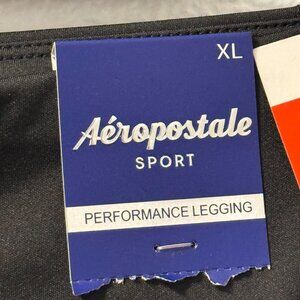 XL
Aéropostale
SPORT
PERFORMANCE LEGGING